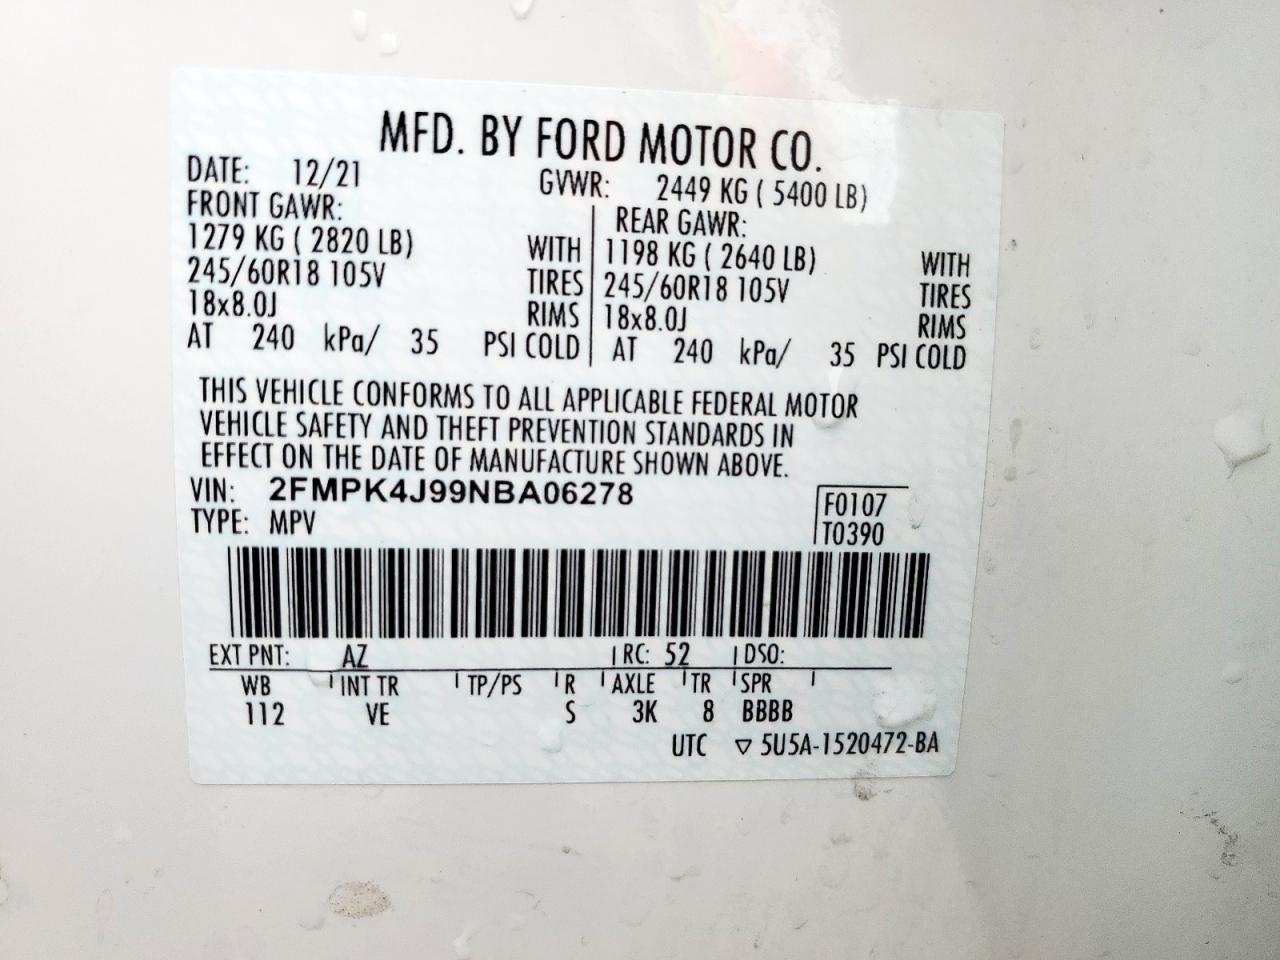 MFD. BY FORD MOTOR CO.
DATE: 12/21 GVWR: 2449 KG ( 5400 LB)
FRONT GAWR: REAR GAWR:
1279 KG ( 2820 LB) WITH 1198 KG ( 2640 LB) WITH
245/60R18 105V TIRES 245/60R18 105V TIRES
18x8.0J RIMS 18x8.0J RIMS
AT 240 kPa/ 35 PSI COLD AT 240 kPa/ 35 PSI COLD
THIS VEHICLE CONFORMS TO ALL APPLICABLE FEDERAL MOTOR
VEHICLE SAFETY AND THEFT PREVENTION STANDARDS IN
EFFECT ON THE DATE OF MANUFACTURE SHOWN ABOVE.
VIN: 2FMPK4J99NBA06278 F0107
TYPE: MPV T0390
EXT PNT: AZ RC: 52 DSO:
WB INT TR TP/PS R AXLE TR SPR
112 VE S 3K 8 BBBB
UTC ▽ 5U5A-1520472-BA